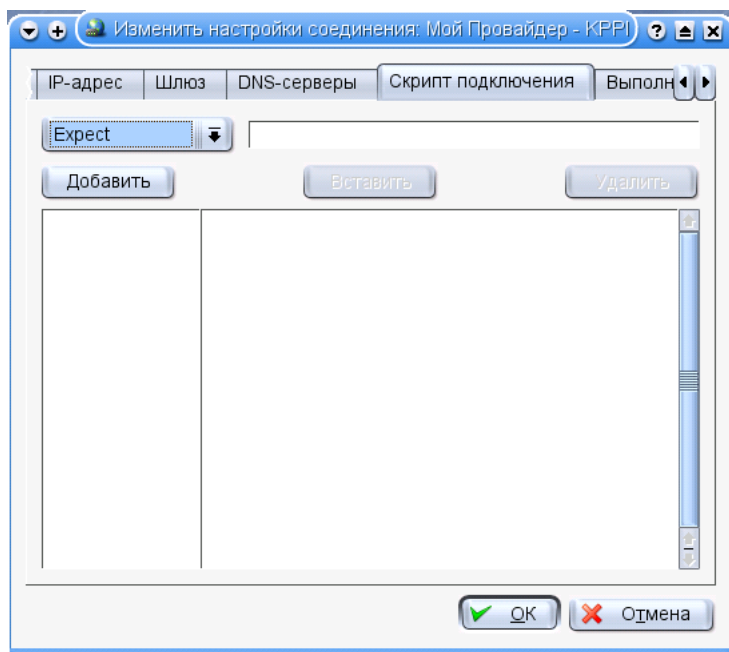 Изменить настройки соединения: Мой Провайдер - KPPI
IP-адрес Шлюз DNS-серверы Скрипт подключения Выполн
Expect
Добавить Вставить Удалить
OK Отмена